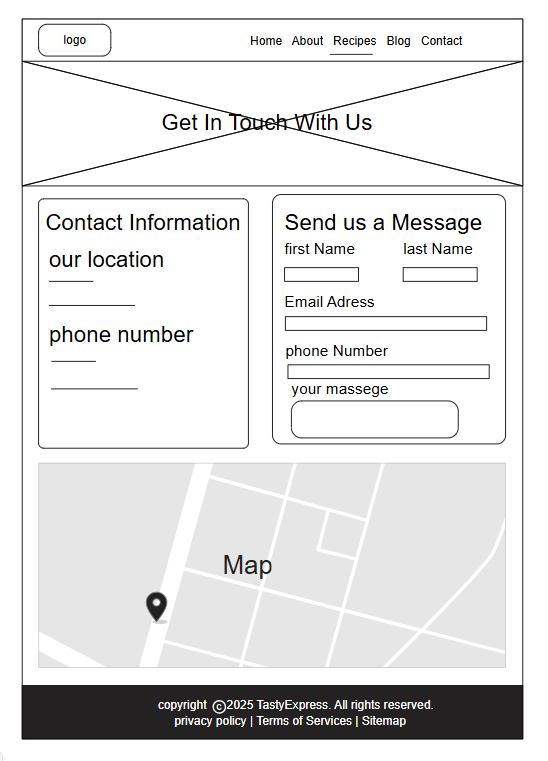 logo
Home About Recipes Blog Contact
Get In Touch With Us
Contact Information
our location
phone number
Send us a Message
first Name last Name
Email Adress
phone Number
your massege
Map
copyright ©2025 TastyExpress. All rights reserved.
privacy policy | Terms of Services | Sitemap